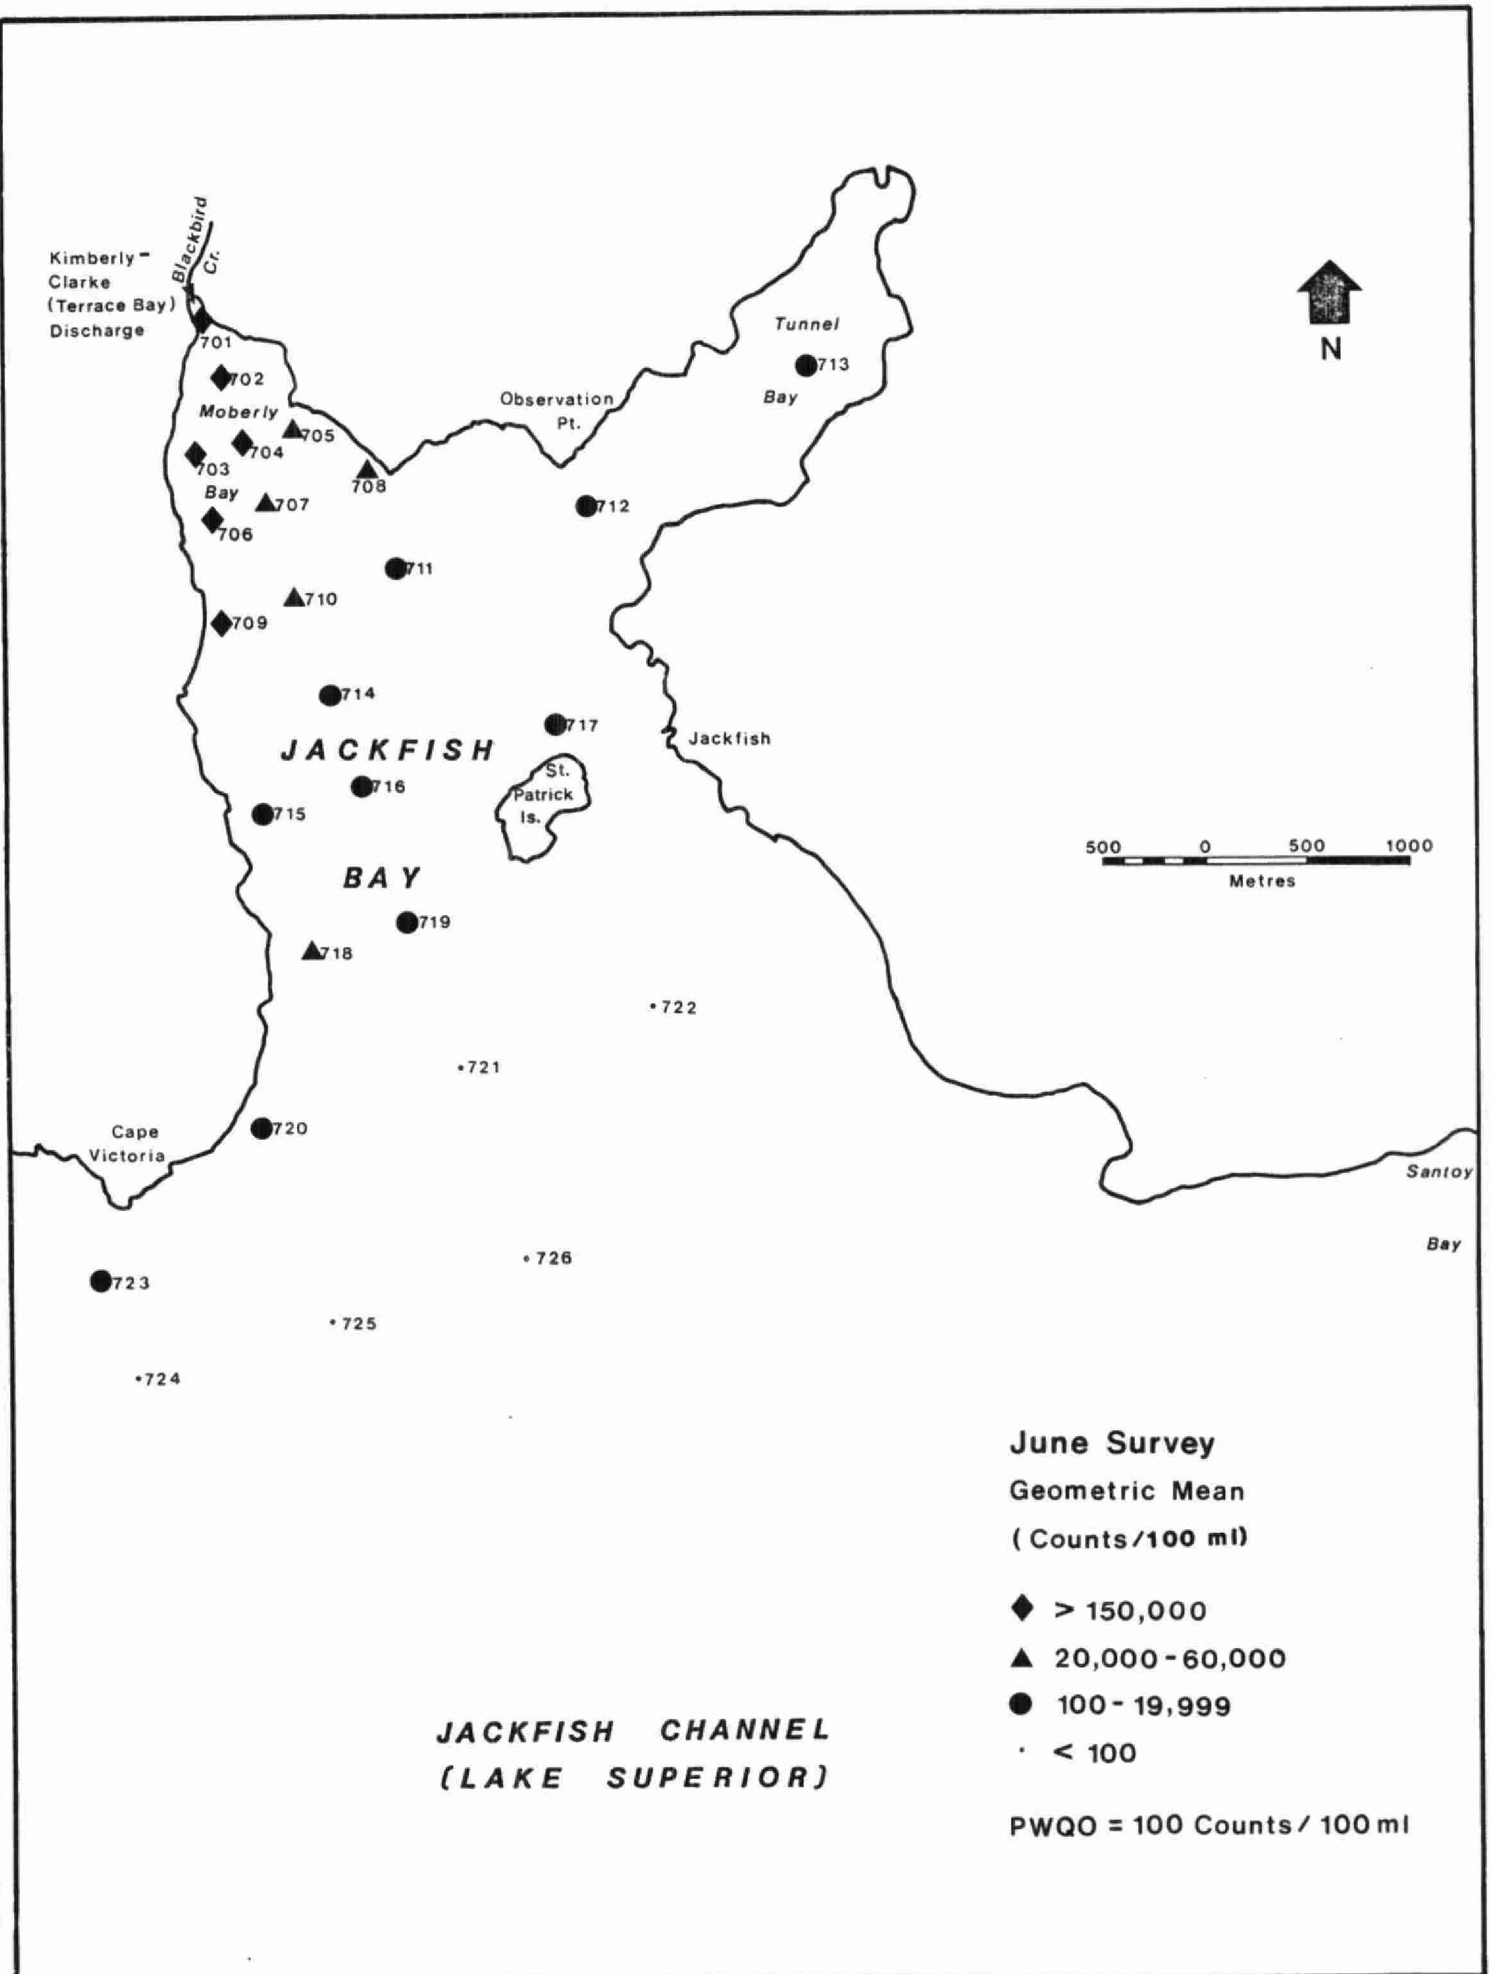 Blackbird
Cr.
Kimberly-
Clarke
(Terrace Bay)
Discharge
701
702
Moberly
705
704
703
Bay
707
706
708
Observation
Pt.
Tunnel
713
Bay
N
712
711
710
709
714
717
JACKFISH
Jackfish
716
715
St.
Patrick
Is.
500 0 500 1000
Metres
BAY
719
718
722
721
720
Cape
Victoria
Santoy
Bay
726
723
725
724
June Survey
Geometric Mean
(Counts/100 ml)
> 150,000
20,000-60,000
100-19,999
< 100
PWQO = 100 Counts/100 ml
JACKFISH CHANNEL
(LAKE SUPERIOR)